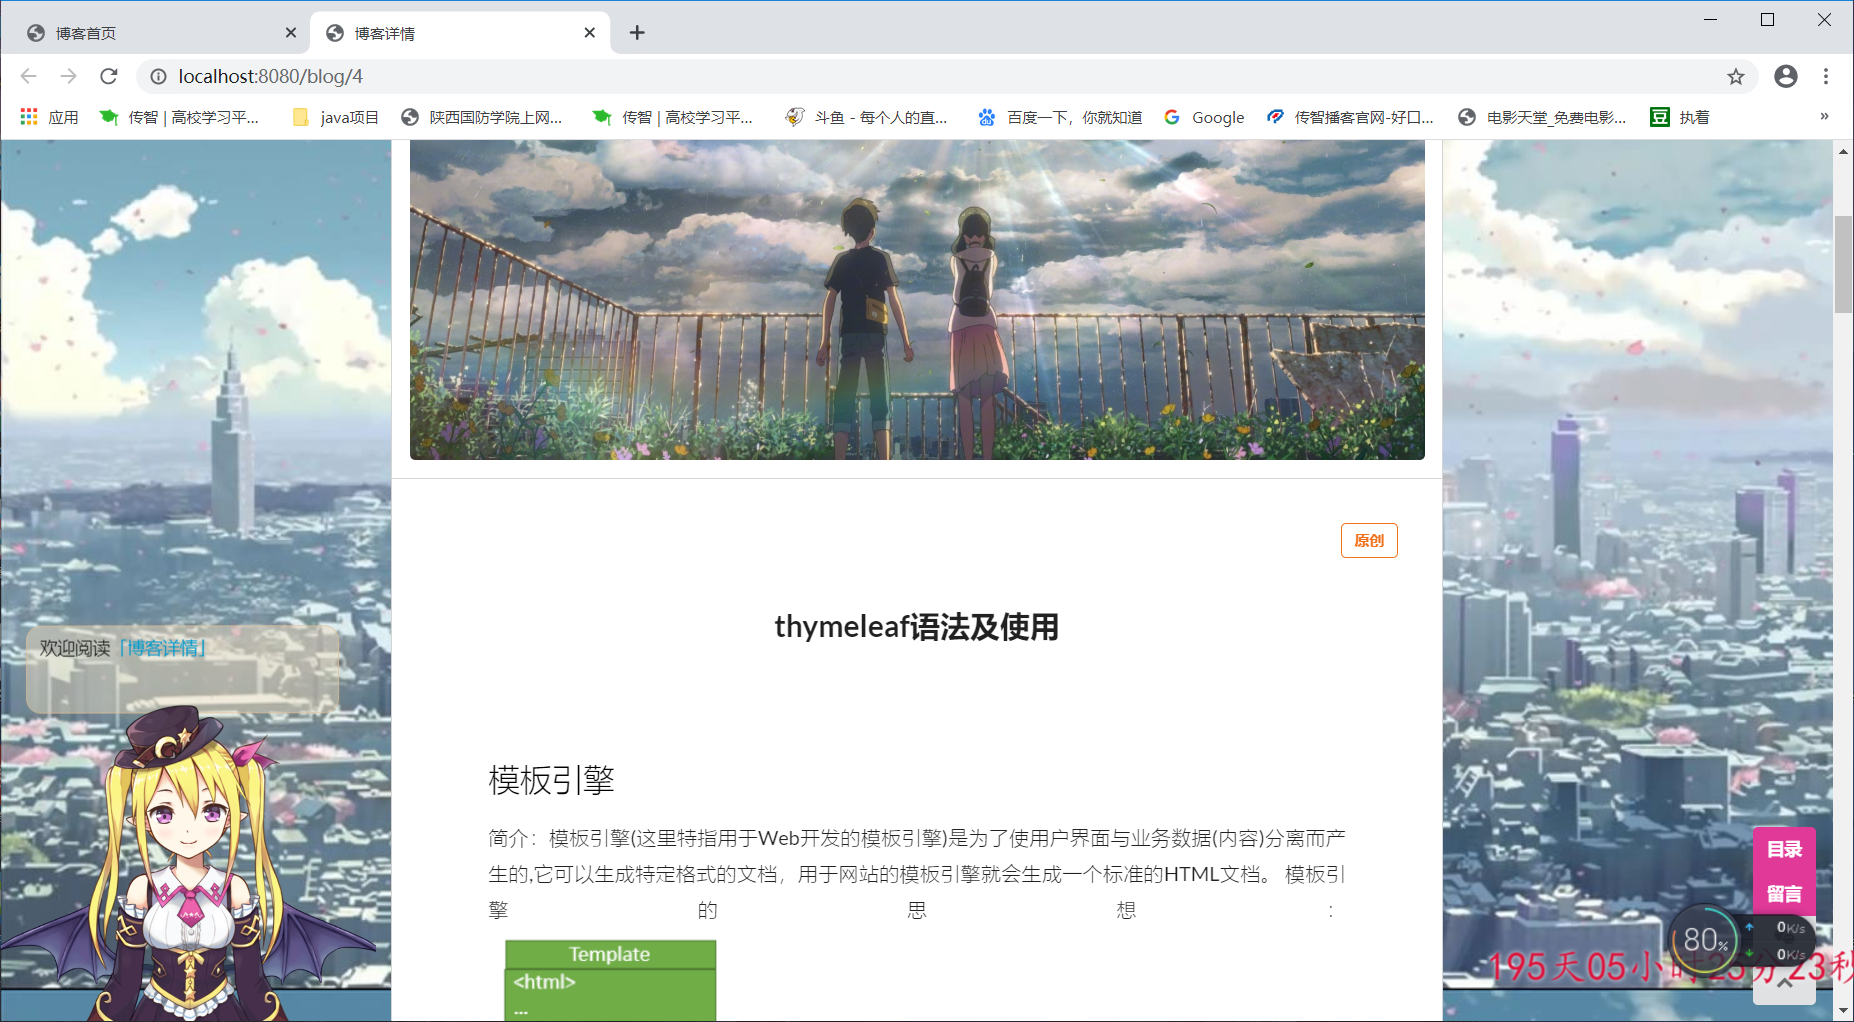 博客首页
博客详情
localhost:8080/blog/4
应用
传智 | 高校学习平...
java项目
陕西国防学院上网...
传智 | 高校学习平...
斗鱼 - 每个人的直...
百度一下，你就知道
Google
传智播客官网-好口...
电影天堂_免费电影...
执着
»
原创
thymeleaf语法及使用
欢迎阅读「博客详情」
模板引擎
简介：模板引擎(这里特指用于Web开发的模板引擎)是为了使用户界面与业务数据(内容)分离而产
生的,它可以生成特定格式的文档，用于网站的模板引擎就会生成一个标准的HTML文档。 模板引
擎 的 思 想 ：
Template
<html>
...
目录
留言
80%
0K/s
0K/s
195天05小时23分23秒